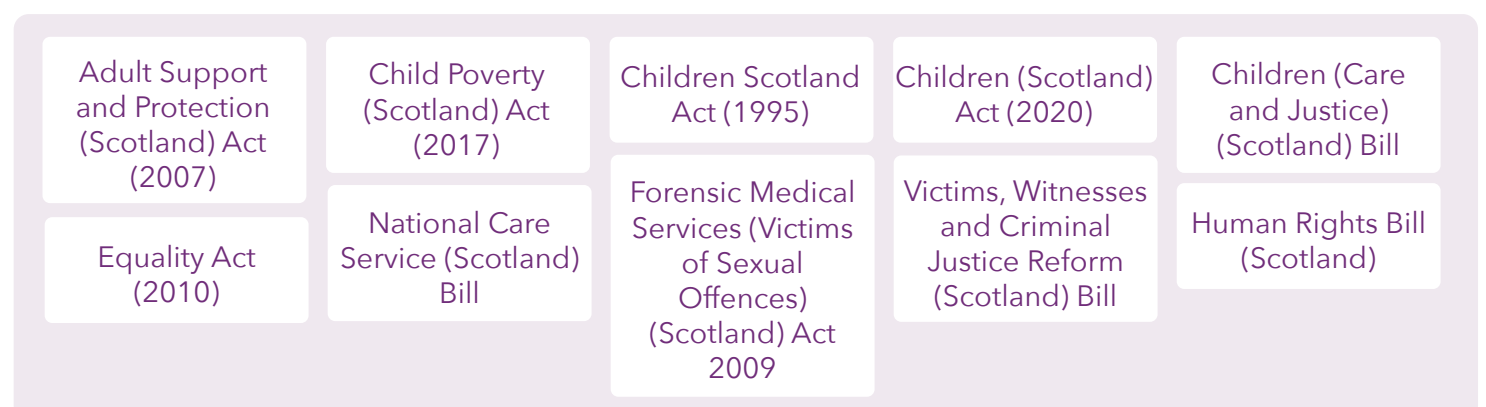 Adult Support
and Protection
(Scotland) Act
(2007)
Child Poverty
(Scotland) Act
(2017)
Children Scotland
Act (1995)
Children (Scotland)
Act (2020)
Children (Care
and Justice)
(Scotland) Bill
Equality Act
(2010)
National Care
Service (Scotland)
Bill
Forensic Medical
Services (Victims
of Sexual
Offences)
(Scotland) Act
2009
Victims, Witnesses
and Criminal
Justice Reform
(Scotland) Bill
Human Rights Bill
(Scotland)